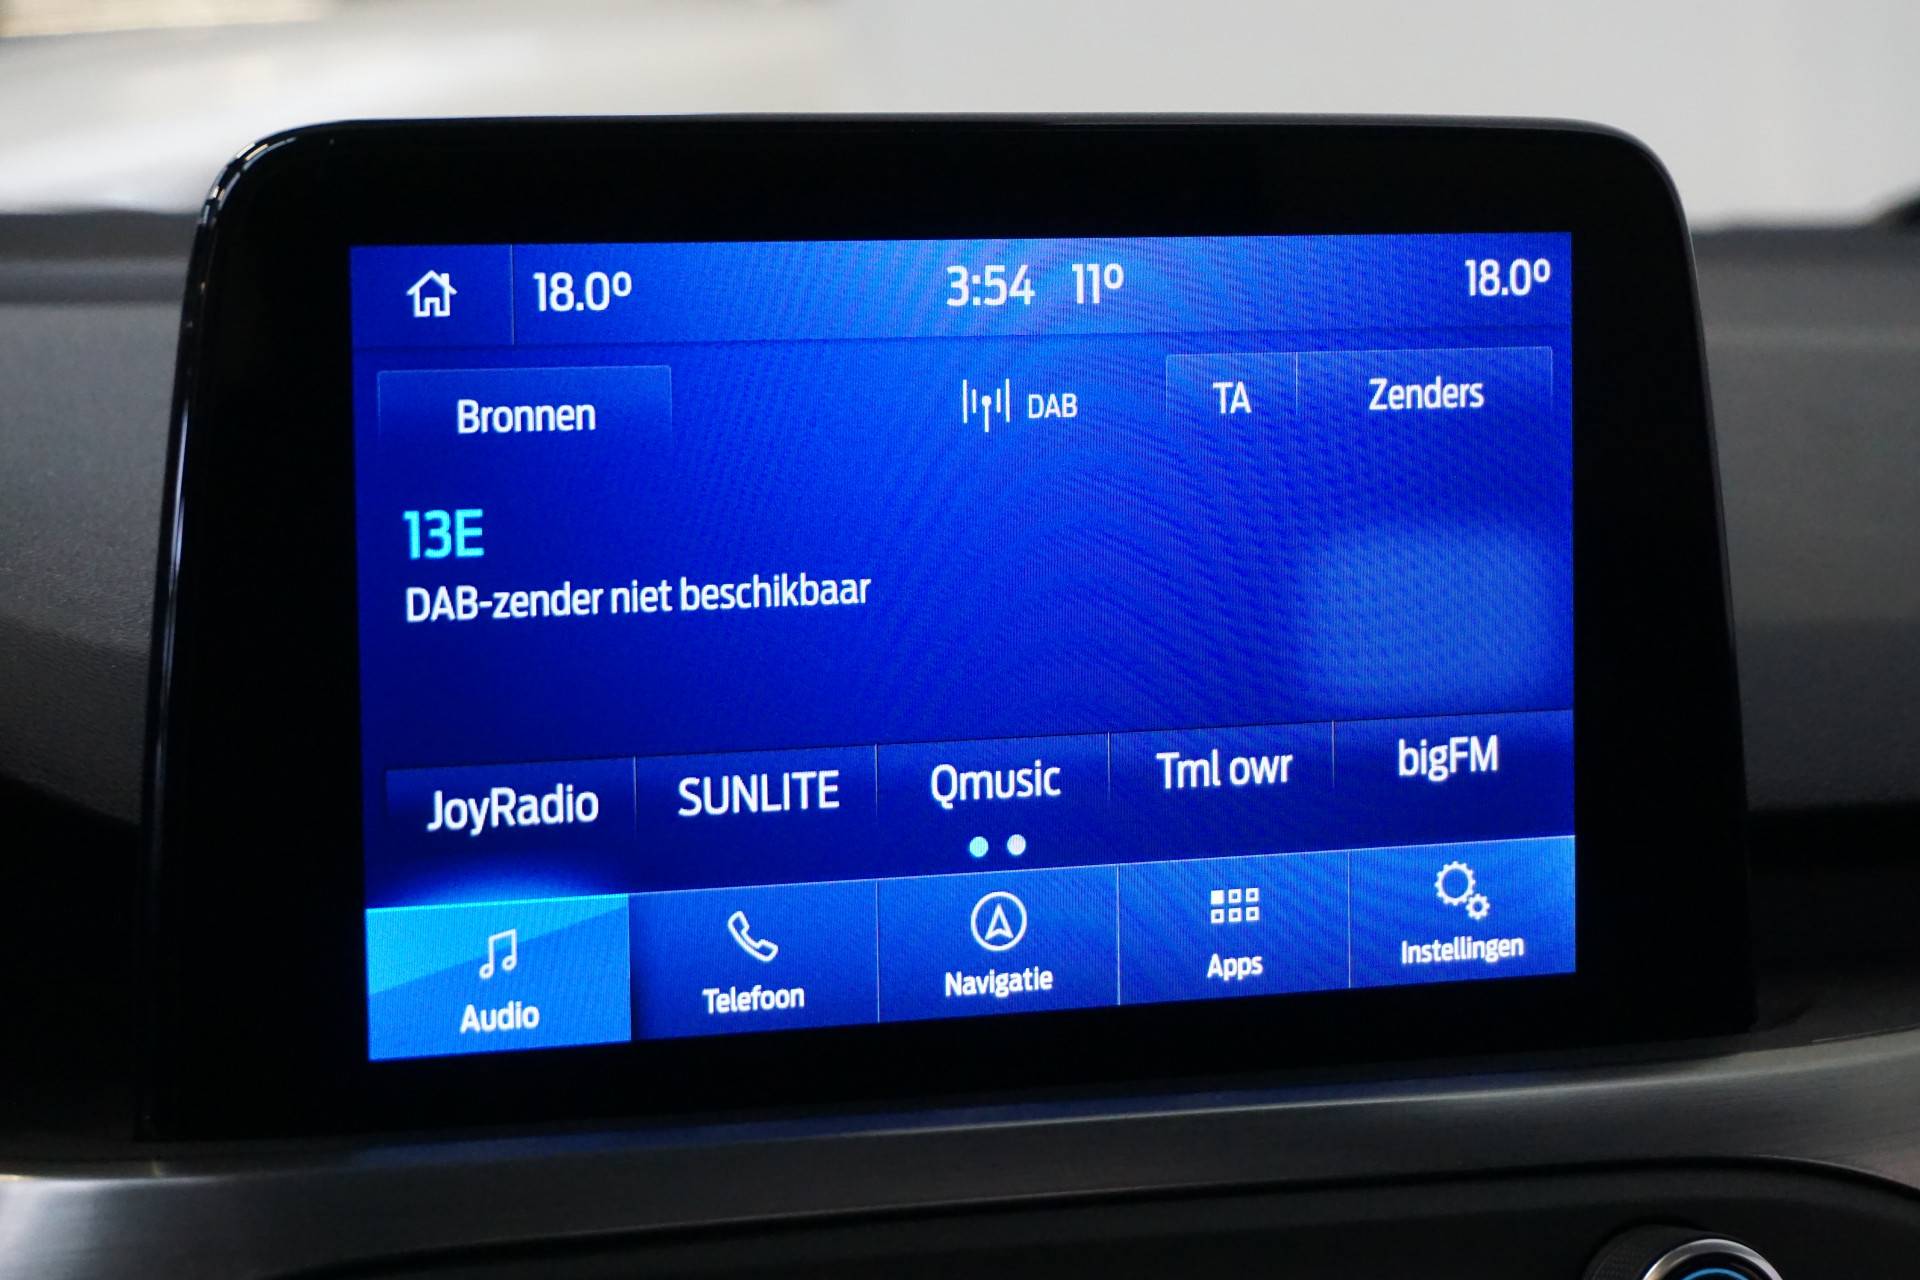 18.0° 3:54 11° 18.0°
Bronnen DAB TA Zenders
13E
DAB-zender niet beschikbaar
JoyRadio SUNLITE Qmusic Tml owr bigFM
Audio Telefoon Navigatie Apps Instellingen